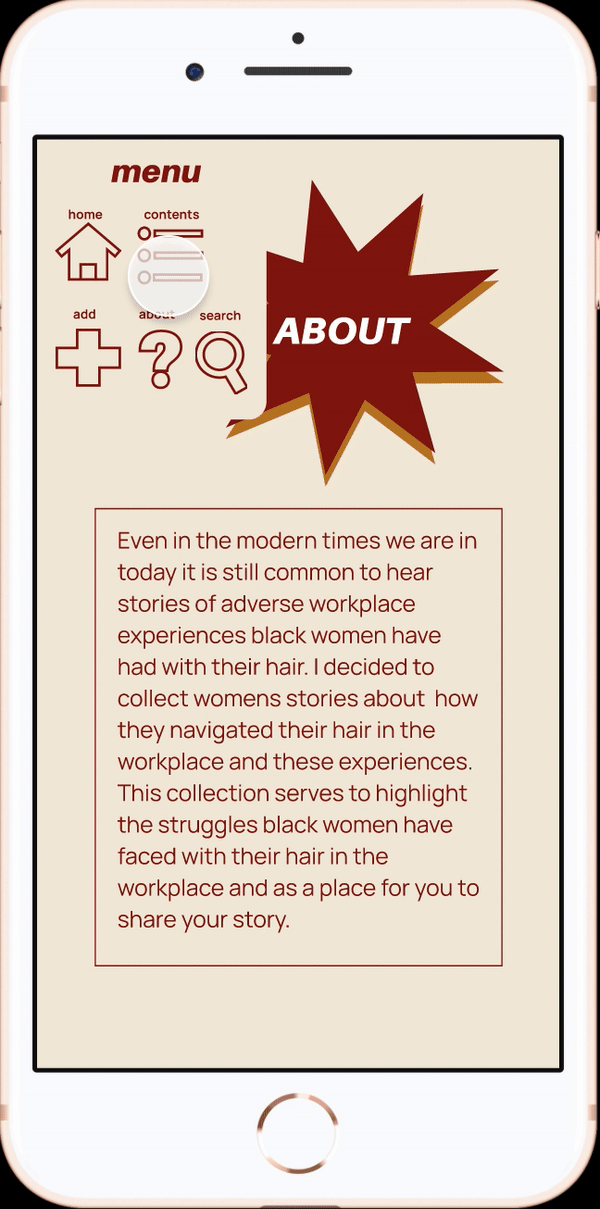 menu
home contents
add about search
ABOUT
Even in the modern times we are in
today it is still common to hear
stories of adverse workplace
experiences black women have
had with their hair. I decided to
collect womens stories about  how
they navigated their hair in the
workplace and these experiences.
This collection serves to highlight
the struggles black women have
faced with their hair in the
workplace and as a place for you to
share your story.